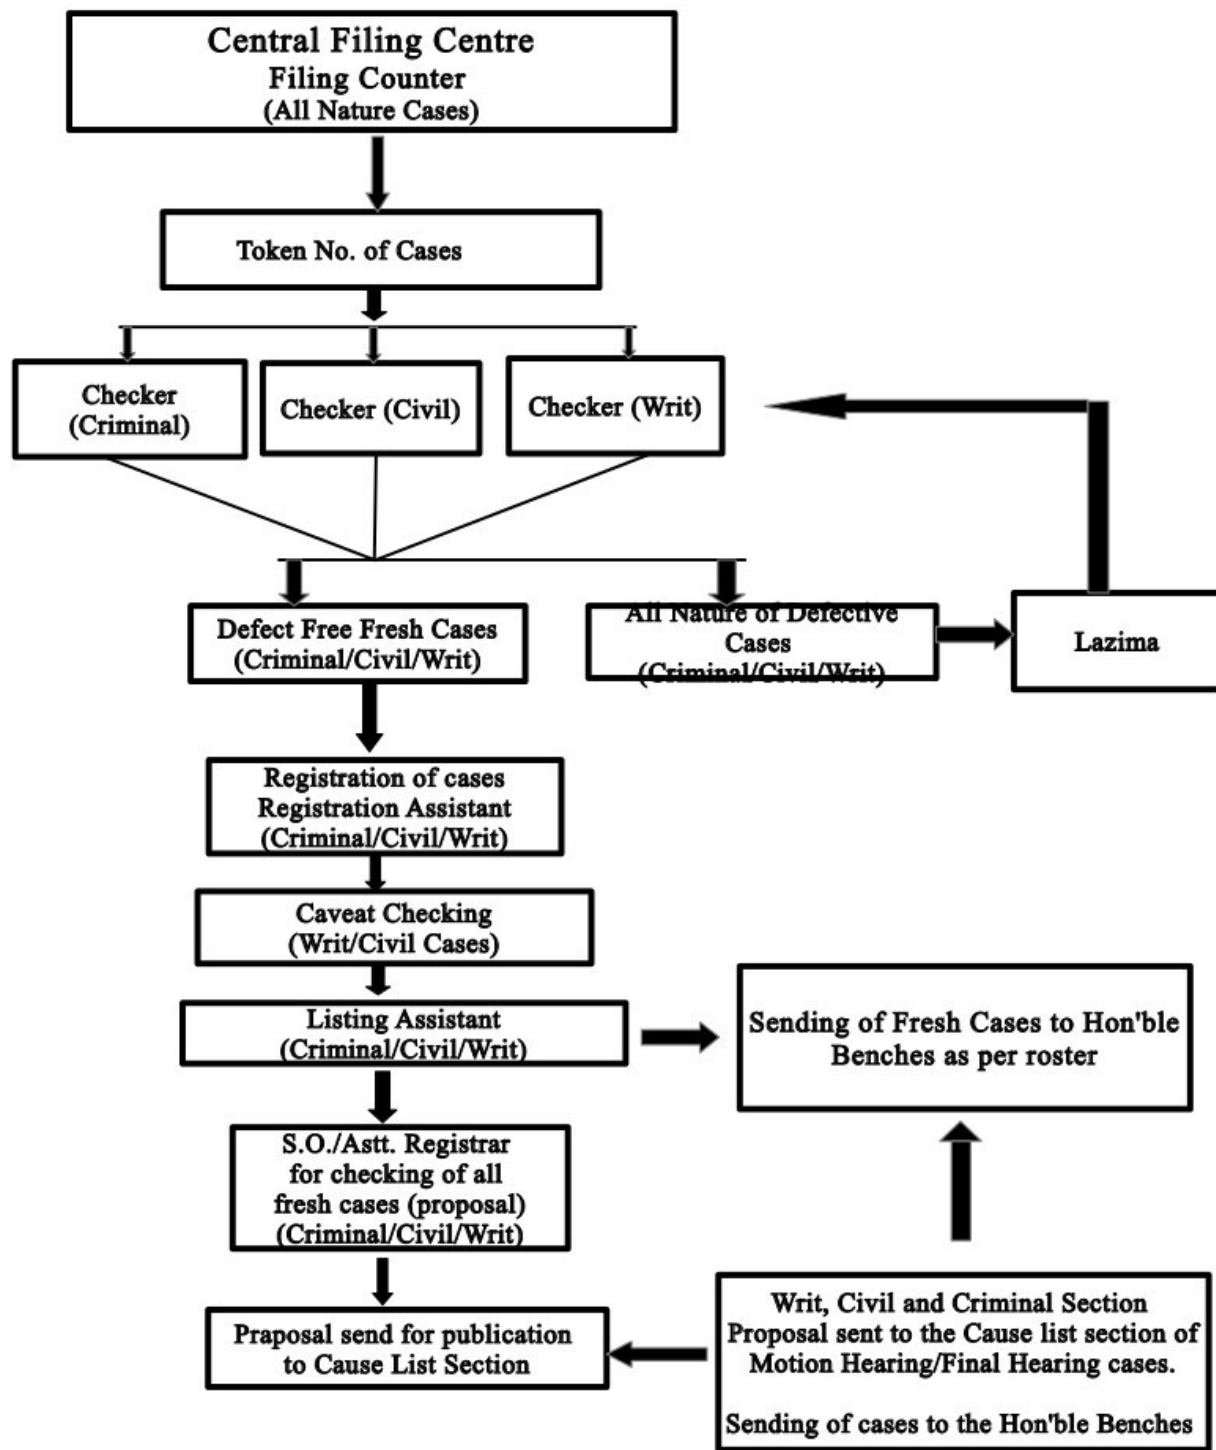 Central Filing Centre
Filing Counter
(All Nature Cases)
Token No. of Cases
Checker
(Criminal)
Checker (Civil)
Checker (Writ)
Defect Free Fresh Cases
(Criminal/Civil/Writ)
All Nature of Defective
Cases
(Criminal/Civil/Writ)
Lazima
Registration of cases
Registration Assistant
(Criminal/Civil/Writ)
Caveat Checking
(Writ/Civil Cases)
Listing Assistant
(Criminal/Civil/Writ)
Sending of Fresh Cases to Hon'ble
Benches as per roster
S.O./Astt. Registrar
for checking of all
fresh cases (proposal)
(Criminal/Civil/Writ)
Praposal send for publication
to Cause List Section
Writ, Civil and Criminal Section
Proposal sent to the Cause list section of
Motion Hearing/Final Hearing cases.
Sending of cases to the Hon'ble Benches